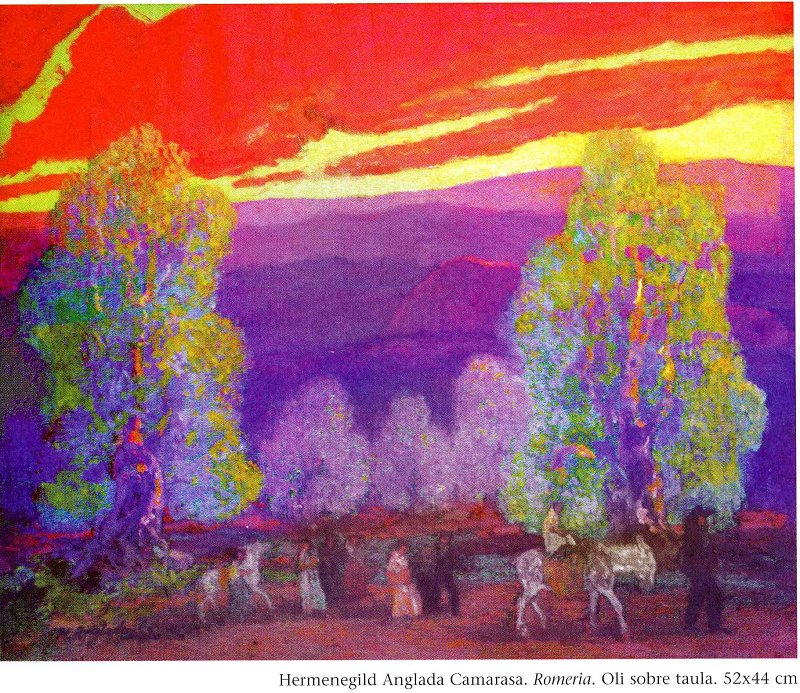 Hermenegild Anglada Camarasa. Romeria. Oli sobre taula. 52x44 cm